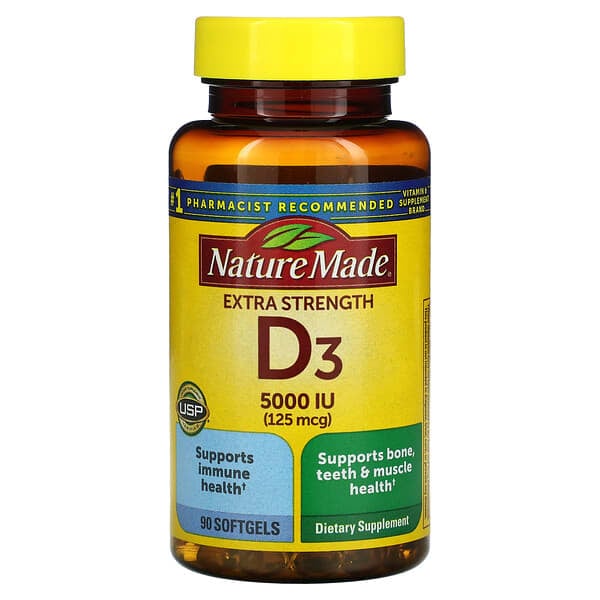 #1 PHARMACIST RECOMMENDED VITAMIN &
SUPPLEMENT
BRAND
Nature Made®
EXTRA STRENGTH
D3
5000 IU
(125 mcg)
USP
Supports
immune
health†
90 SOFTGELS
Supports bone,
teeth & muscle
health†
Dietary Supplement